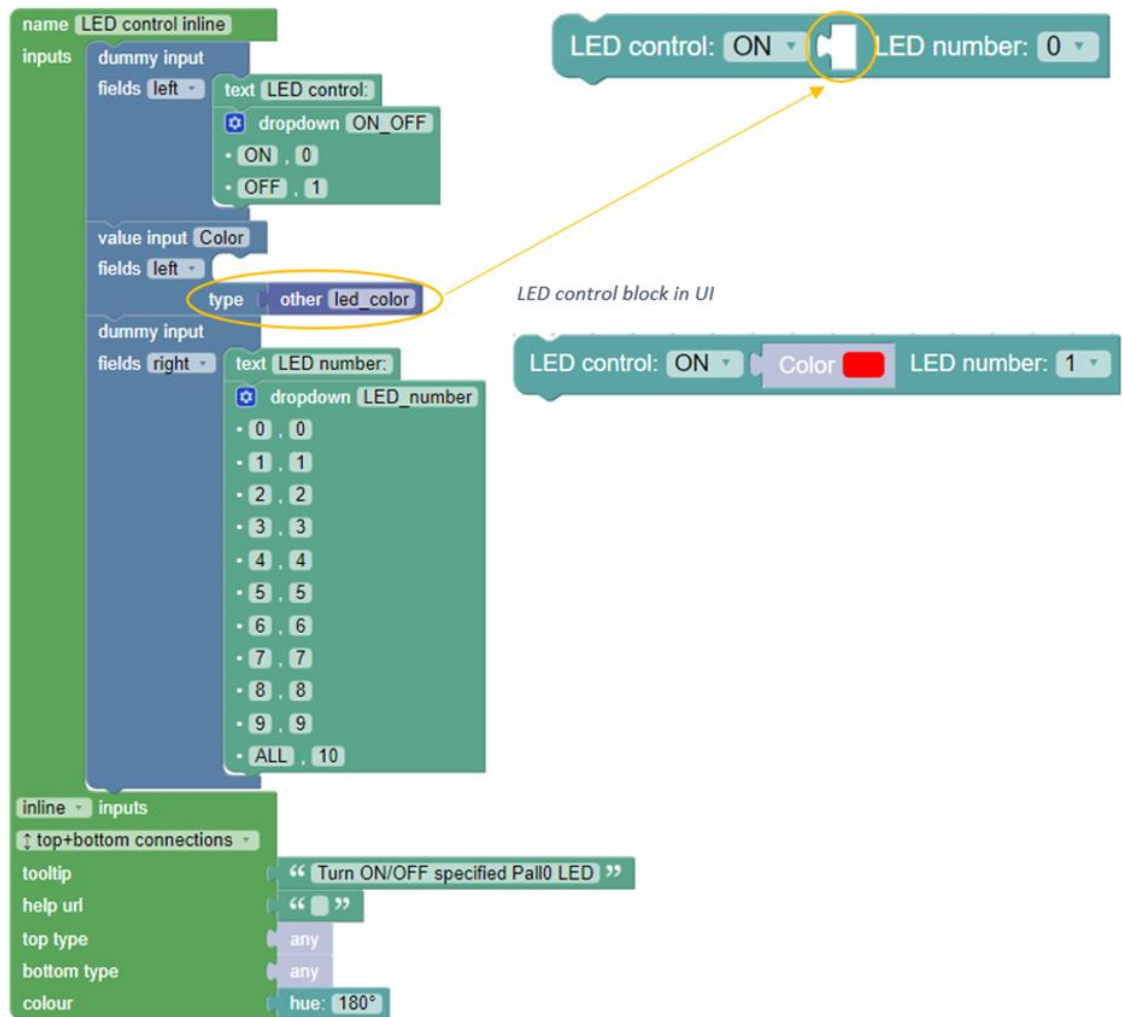 name LED control inline
inputs dummy input
fields left text LED control:
dropdown ON_OFF
ON , 0
OFF , 1
value input Color
fields left
type other led_color
dummy input
fields right text LED number:
dropdown LED_number
0 , 0
1 , 1
2 , 2
3 , 3
4 , 4
5 , 5
6 , 6
7 , 7
8 , 8
9 , 9
ALL , 10
inline inputs
↕ top+bottom connections
tooltip “ Turn ON/OFF specified Pall0 LED ”
help url “ ”
top type any
bottom type any
colour hue: 180°
LED control: ON LED number: 0
LED control block in UI
LED control: ON Color LED number: 1